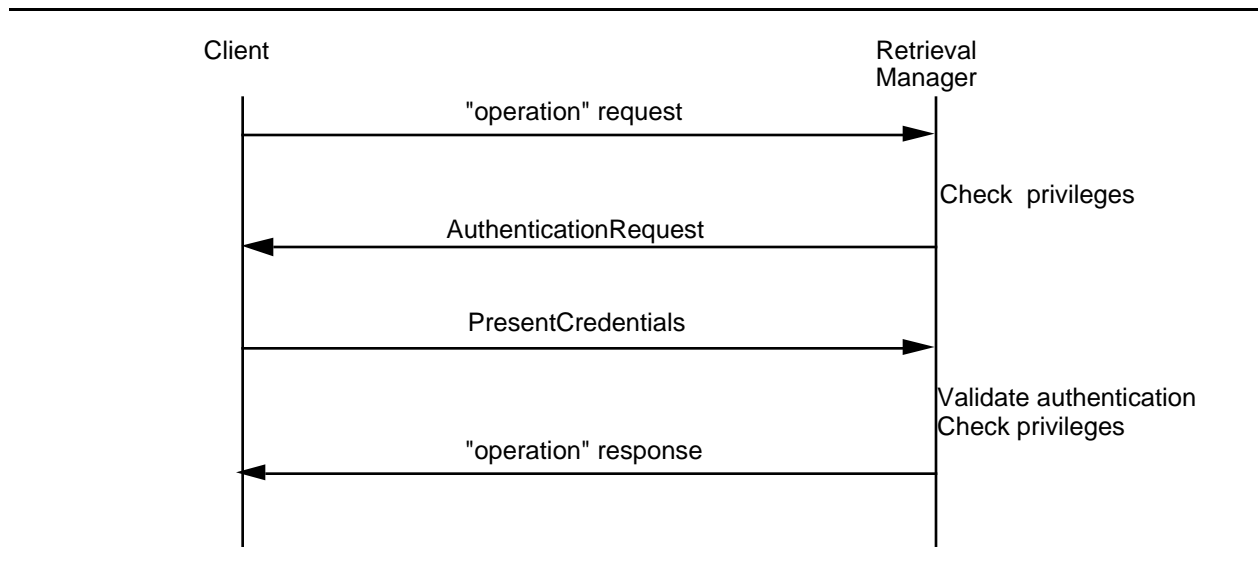 Client
Retrieval
Manager
"operation" request
Check privileges
AuthenticationRequest
PresentCredentials
Validate authentication
Check privileges
"operation" response